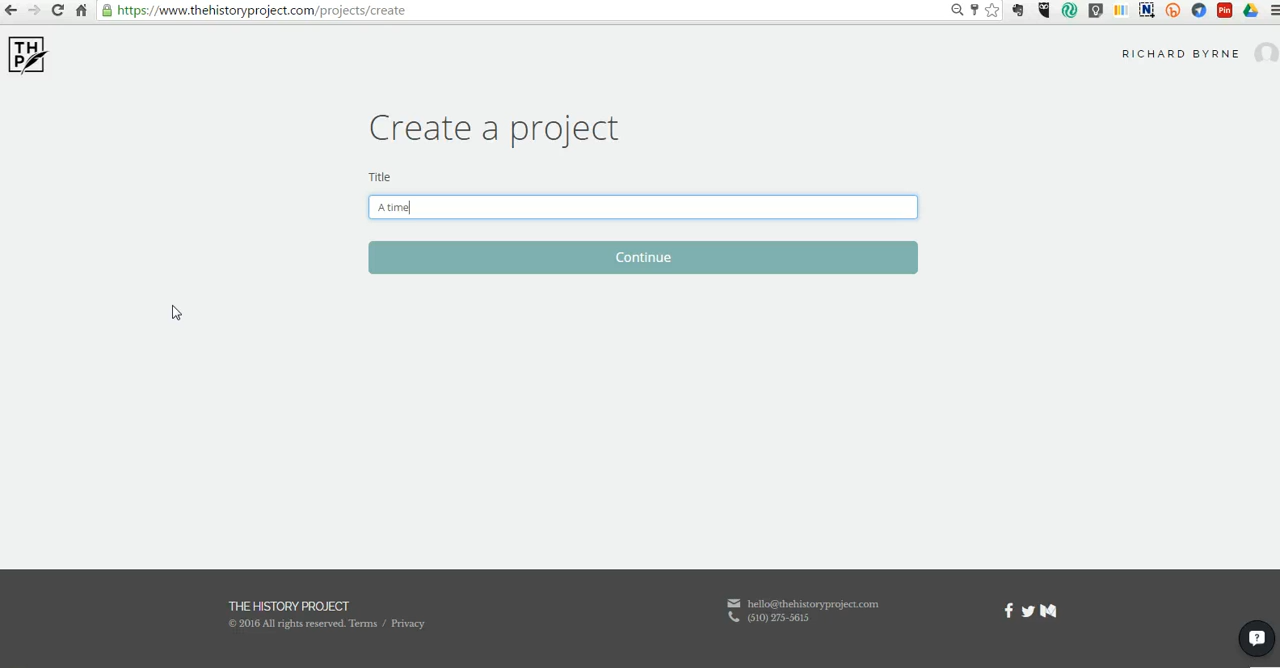 https://www.thehistoryproject.com/projects/create
N
Pin
TH
P
RICHARD BYRNE
Create a project
Title
A time
Continue
THE HISTORY PROJECT
© 2016 All rights reserved. Terms / Privacy
hello@thehistoryproject.com
(510) 275-5615